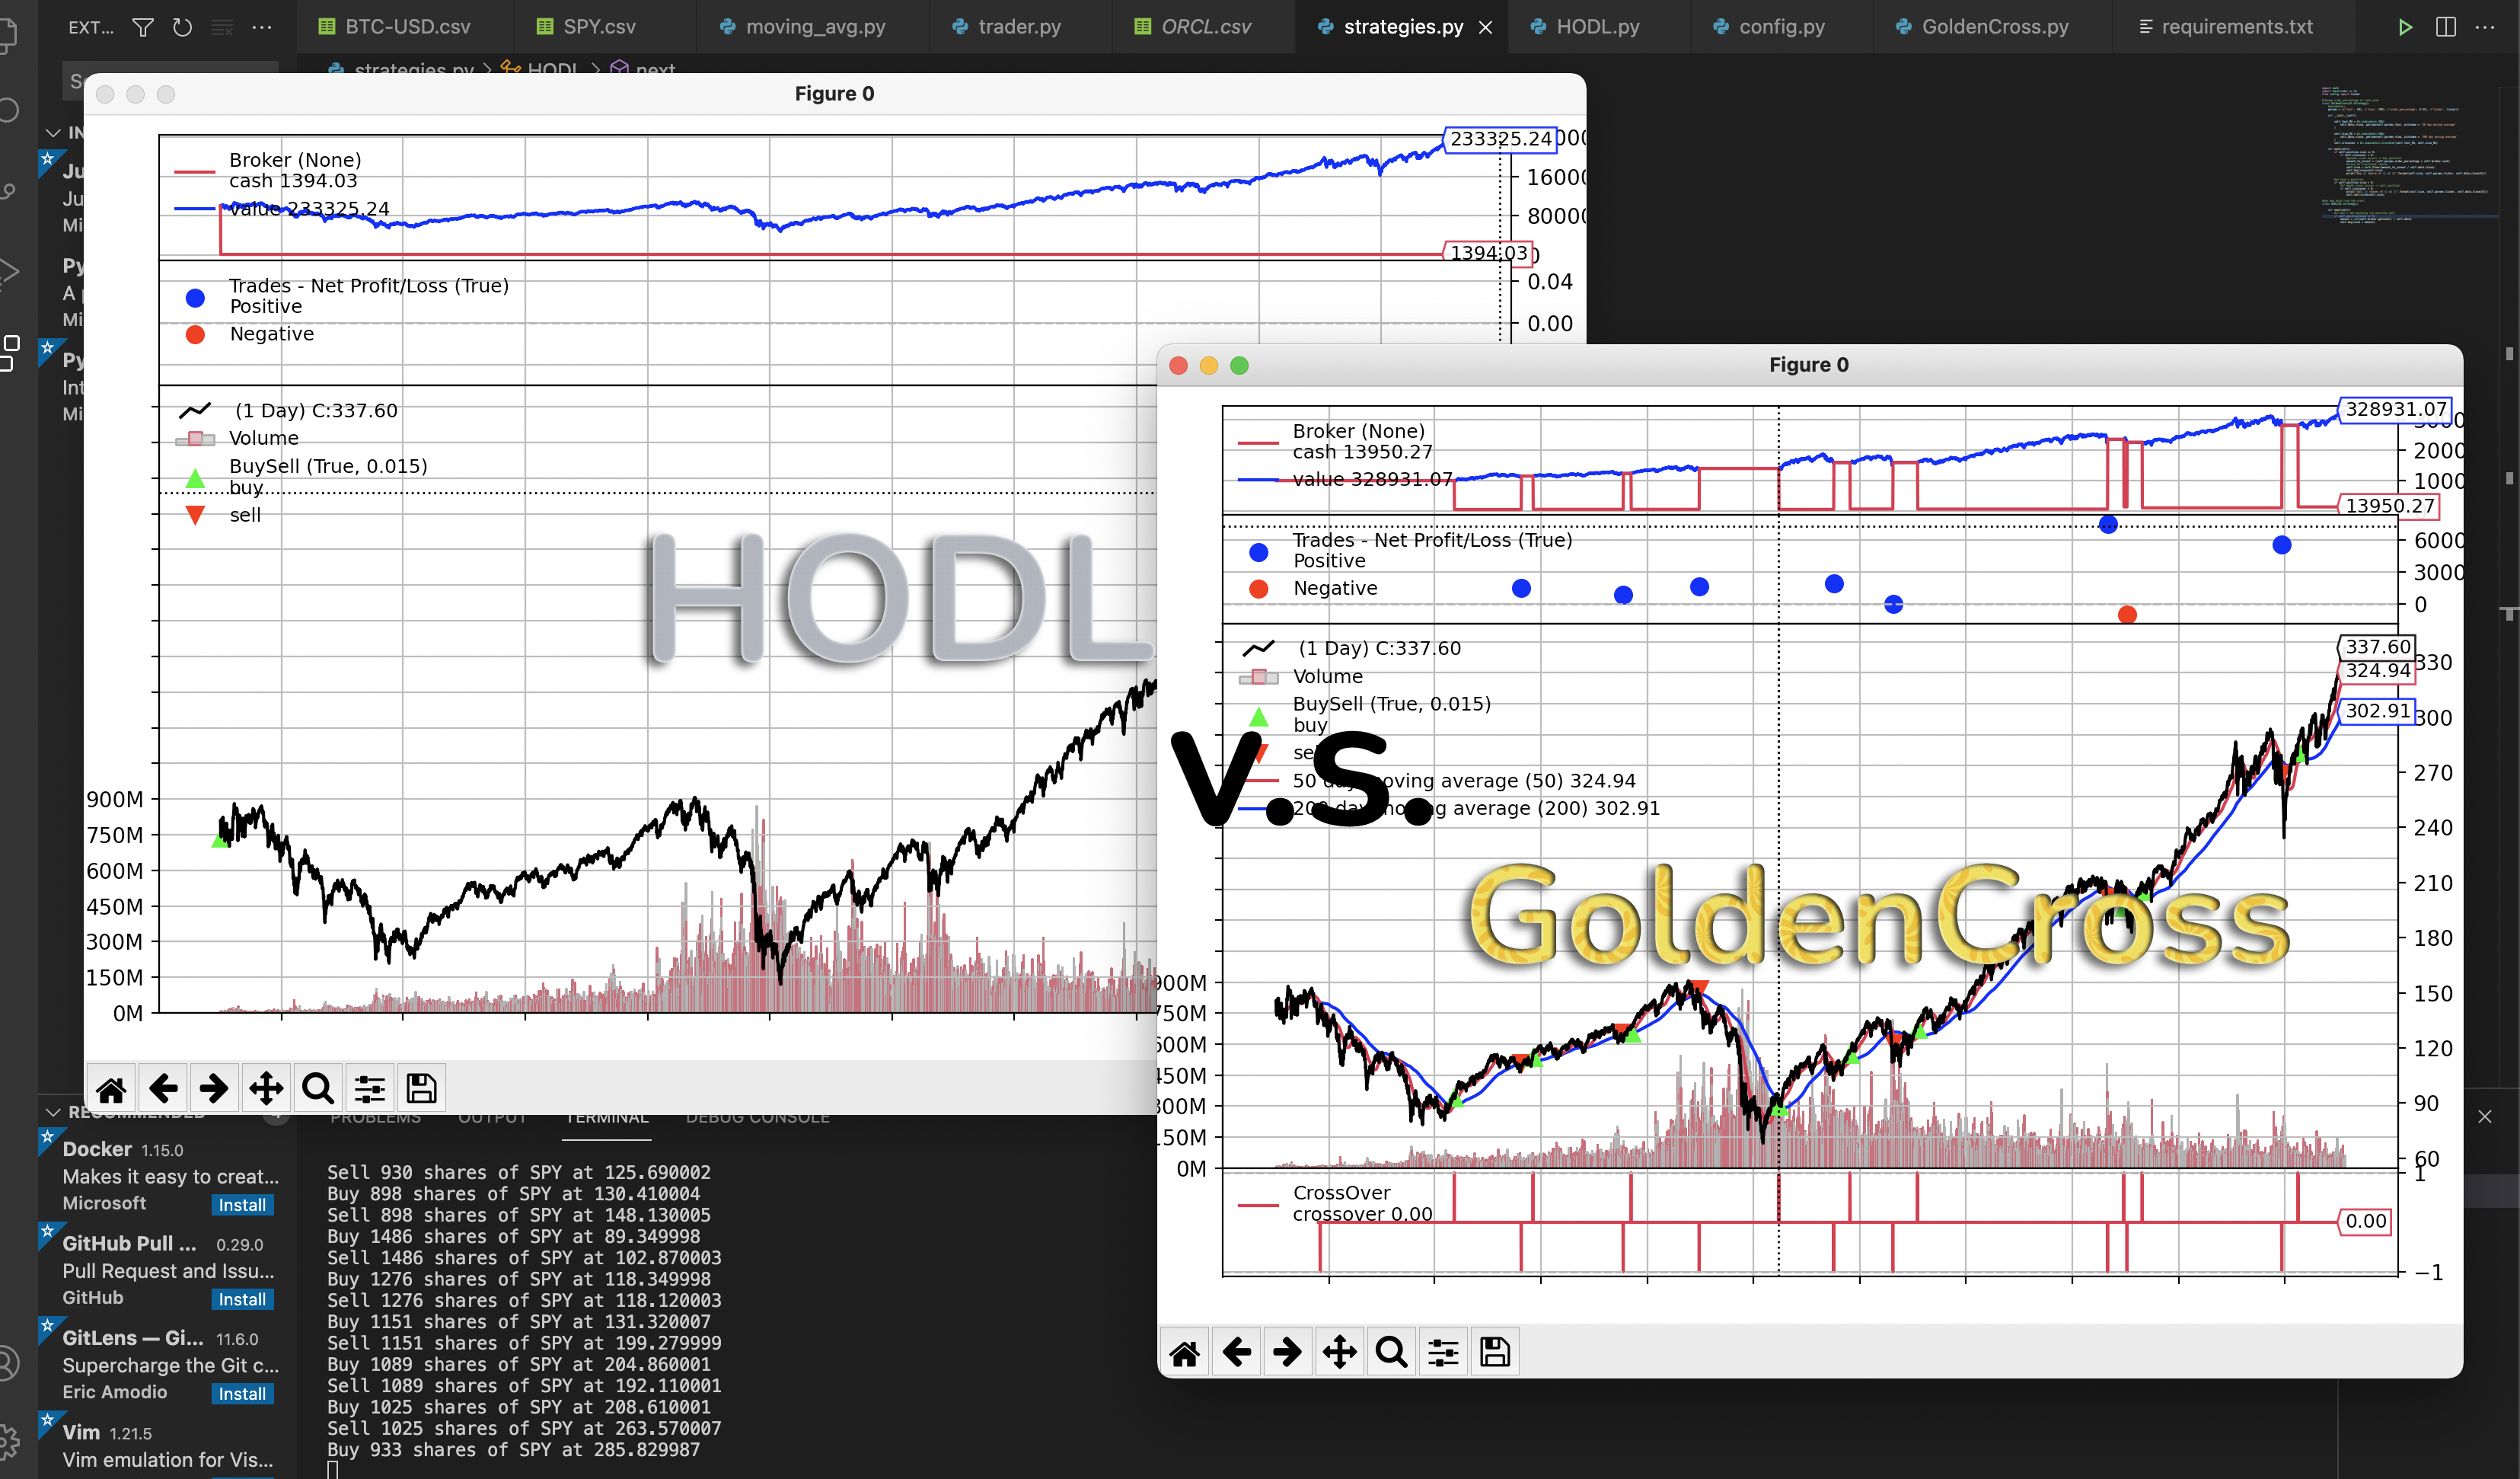 EXT...
BTC-USD.csv
SPY.csv
moving_avg.py
trader.py
ORCL.csv
strategies.py
HODL.py
config.py
GoldenCross.py
requirements.txt
strategies.py > HODL > next
IN
Ju
Ju
Mi
Py
A
Mi
Py
Int
Mi
Figure 0
Broker (None)
cash 1394.03
value 233325.24
233325.24
16000
80000
1394.03
Trades - Net Profit/Loss (True)
Positive
Negative
0.04
0.00
(1 Day) C:337.60
Volume
BuySell (True, 0.015)
buy
sell
HODL
900M
750M
600M
450M
300M
150M
0M
v.s.
Figure 0
Broker (None)
cash 13950.27
value 328931.07
328931.07
2000
1000
13950.27
Trades - Net Profit/Loss (True)
Positive
Negative
6000
3000
0
(1 Day) C:337.60
Volume
BuySell (True, 0.015)
buy
sell
50 day moving average (50) 324.94
200 day moving average (200) 302.91
337.60
324.94
302.91
330
300
270
240
210
180
150
120
90
60
GoldenCross
900M
750M
600M
450M
300M
150M
0M
CrossOver
crossover 0.00
1
0.00
−1
RECOMMENDED
Docker 1.15.0
Makes it easy to creat...
Microsoft Install
GitHub Pull ... 0.29.0
Pull Request and Issu...
GitHub Install
GitLens — Gi... 11.6.0
Supercharge the Git c...
Eric Amodio Install
Vim 1.21.5
Vim emulation for Vis...
PROBLEMS OUTPUT TERMINAL DEBUG CONSOLE
Sell 930 shares of SPY at 125.690002
Buy 898 shares of SPY at 130.410004
Sell 898 shares of SPY at 148.130005
Buy 1486 shares of SPY at 89.349998
Sell 1486 shares of SPY at 102.870003
Buy 1276 shares of SPY at 118.349998
Sell 1276 shares of SPY at 118.120003
Buy 1151 shares of SPY at 131.320007
Sell 1151 shares of SPY at 199.279999
Buy 1089 shares of SPY at 204.860001
Sell 1089 shares of SPY at 192.110001
Buy 1025 shares of SPY at 208.610001
Sell 1025 shares of SPY at 263.570007
Buy 933 shares of SPY at 285.829987